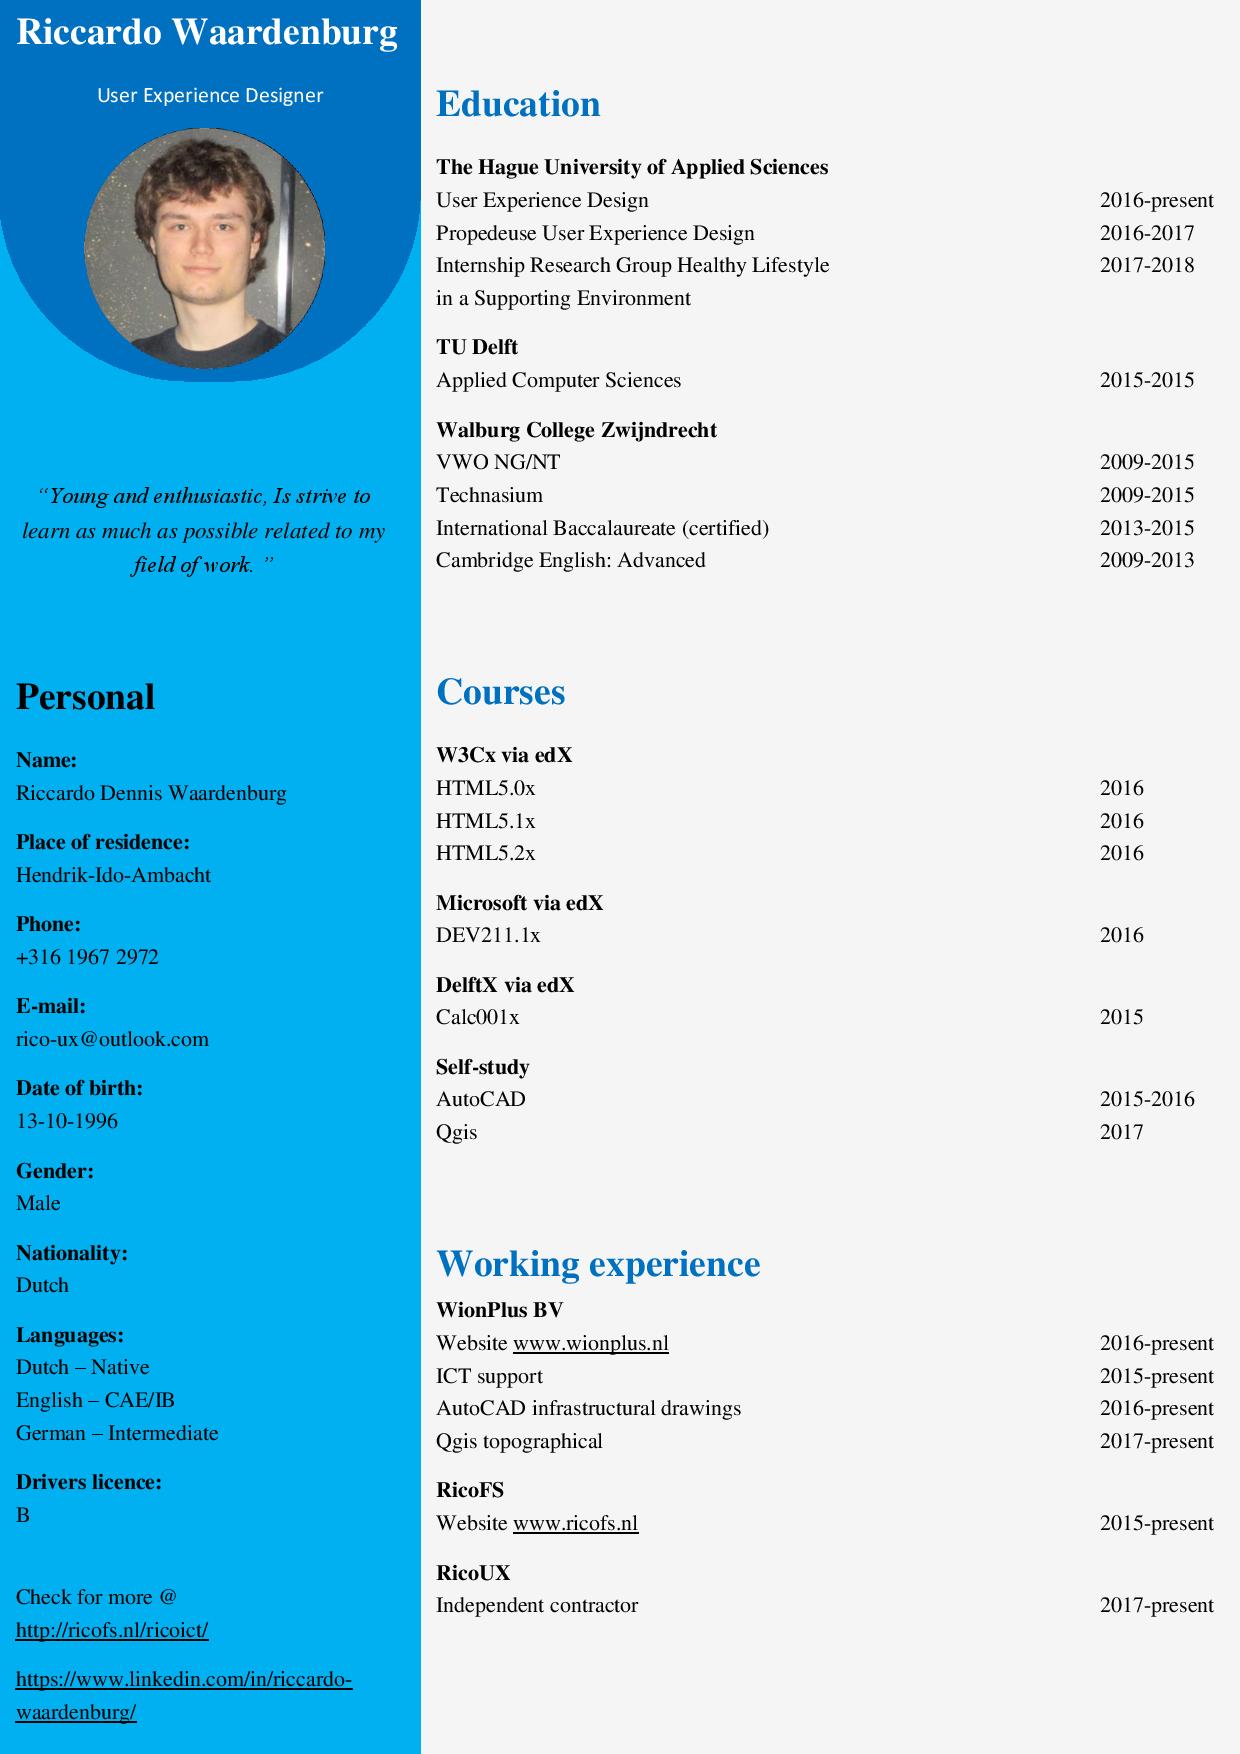 Riccardo Waardenburg
User Experience Designer
“Young and enthusiastic, Is strive to
learn as much as possible related to my
field of work. ”
Personal
Name:
Riccardo Dennis Waardenburg
Place of residence:
Hendrik-Ido-Ambacht
Phone:
+316 1967 2972
E-mail:
rico-ux@outlook.com
Date of birth:
13-10-1996
Gender:
Male
Nationality:
Dutch
Languages:
Dutch – Native
English – CAE/IB
German – Intermediate
Drivers licence:
B
Check for more @
http://ricofs.nl/ricoict/
https://www.linkedin.com/in/riccardo-
waardenburg/
Education
The Hague University of Applied Sciences
User Experience Design 2016-present
Propedeuse User Experience Design 2016-2017
Internship Research Group Healthy Lifestyle 2017-2018
in a Supporting Environment
TU Delft
Applied Computer Sciences 2015-2015
Walburg College Zwijndrecht
VWO NG/NT 2009-2015
Technasium 2009-2015
International Baccalaureate (certified) 2013-2015
Cambridge English: Advanced 2009-2013
Courses
W3Cx via edX
HTML5.0x 2016
HTML5.1x 2016
HTML5.2x 2016
Microsoft via edX
DEV211.1x 2016
DelftX via edX
Calc001x 2015
Self-study
AutoCAD 2015-2016
Qgis 2017
Working experience
WionPlus BV
Website www.wionplus.nl 2016-present
ICT support 2015-present
AutoCAD infrastructural drawings 2016-present
Qgis topographical 2017-present
RicoFS
Website www.ricofs.nl 2015-present
RicoUX
Independent contractor 2017-present